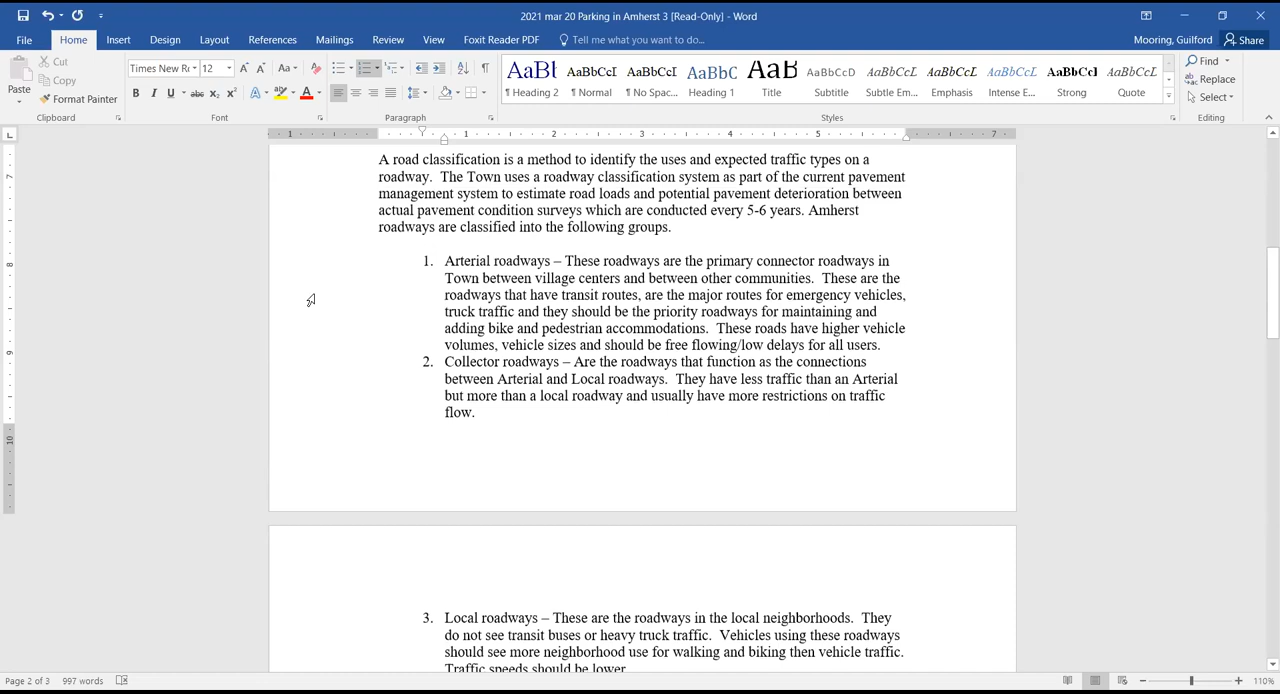 2021 mar 20 Parking in Amherst 3 [Read-Only] - Word
File Home Insert Design Layout References Mailings Review View Foxit Reader PDF Tell me what you want to do... Mooring, Guilford Share
Paste Cut Copy Format Painter
Clipboard
Times New R 12
Font
Paragraph
AaBb AaBbCcI AaBbCcI AaBbC AaB AaBbCcD AaBbCcL AaBbCcL AaBbCcL AaBbCcI AaBbCcL
¶ Heading 2 ¶ Normal ¶ No Spac... Heading 1 Title Subtitle Subtle Em... Emphasis Intense E... Strong Quote
Styles
Find
Replace
Select
Editing
A road classification is a method to identify the uses and expected traffic types on a
roadway. The Town uses a roadway classification system as part of the current pavement
management system to estimate road loads and potential pavement deterioration between
actual pavement condition surveys which are conducted every 5-6 years. Amherst
roadways are classified into the following groups.
1. Arterial roadways – These roadways are the primary connector roadways in
Town between village centers and between other communities. These are the
roadways that have transit routes, are the major routes for emergency vehicles,
truck traffic and they should be the priority roadways for maintaining and
adding bike and pedestrian accommodations. These roads have higher vehicle
volumes, vehicle sizes and should be free flowing/low delays for all users.
2. Collector roadways – Are the roadways that function as the connections
between Arterial and Local roadways. They have less traffic than an Arterial
but more than a local roadway and usually have more restrictions on traffic
flow.
3. Local roadways – These are the roadways in the local neighborhoods. They
do not see transit buses or heavy truck traffic. Vehicles using these roadways
should see more neighborhood use for walking and biking then vehicle traffic.
Traffic speeds should be lower.
Page 2 of 3 997 words 110%